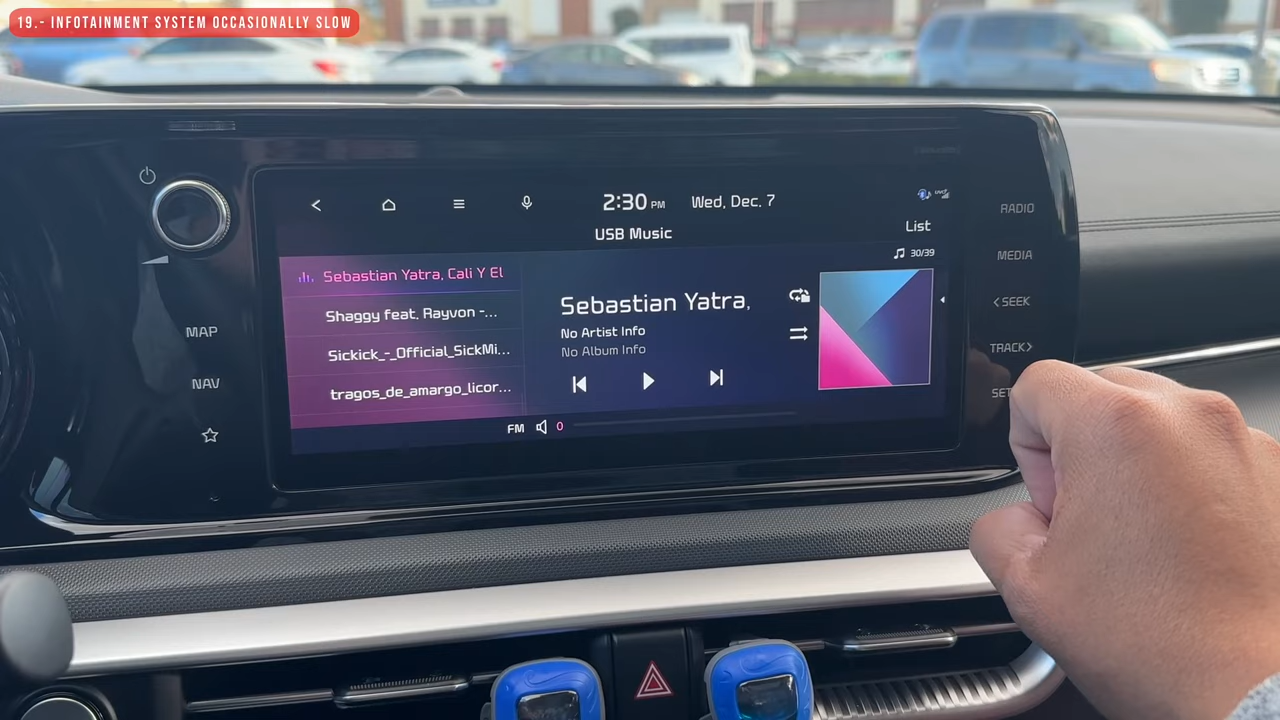 19.- INFOTAINMENT SYSTEM OCCASIONALLY SLOW
2:30 PM
Wed, Dec. 7
USB Music
List
30/39
Sebastian Yatra, Cali Y El
Shaggy feat. Rayvon -...
Sickick_-_Official_SickMi...
tragos_de_amargo_licor...
Sebastian Yatra,
No Artist Info
No Album Info
FM
0
MAP
NAV
RADIO
MEDIA
< SEEK
TRACK >